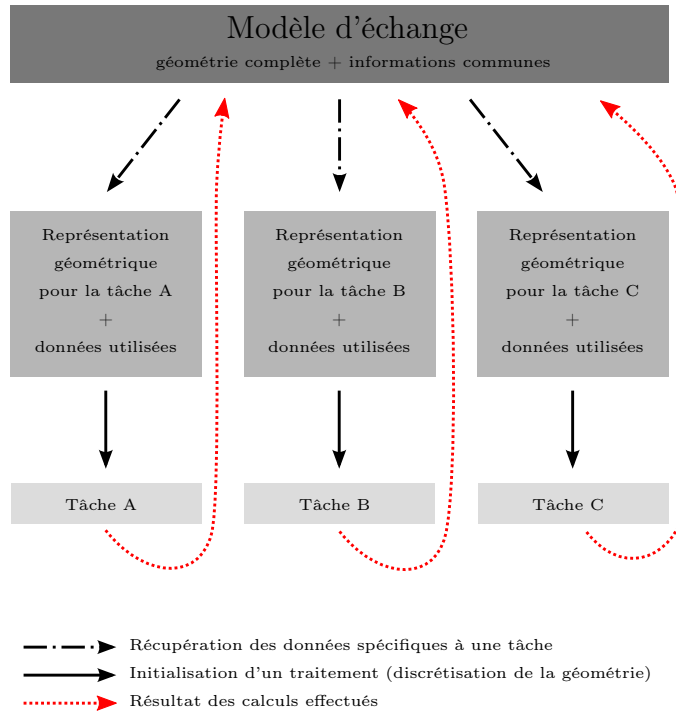 Modèle d'échange
géométrie complète + informations communes
Représentation
géométrique
pour la tâche A
+
données utilisées
Représentation
géométrique
pour la tâche B
+
données utilisées
Représentation
géométrique
pour la tâche C
+
données utilisées
Tâche A
Tâche B
Tâche C
Récupération des données spécifiques à une tâche
Initialisation d'un traitement (discrétisation de la géométrie)
Résultat des calculs effectués